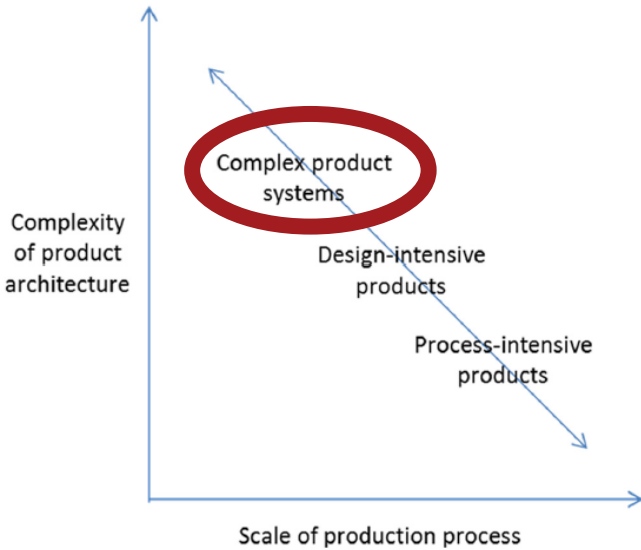 Complex product
systems
Complexity
of product
architecture
Design-intensive
products
Process-intensive
products
Scale of production process